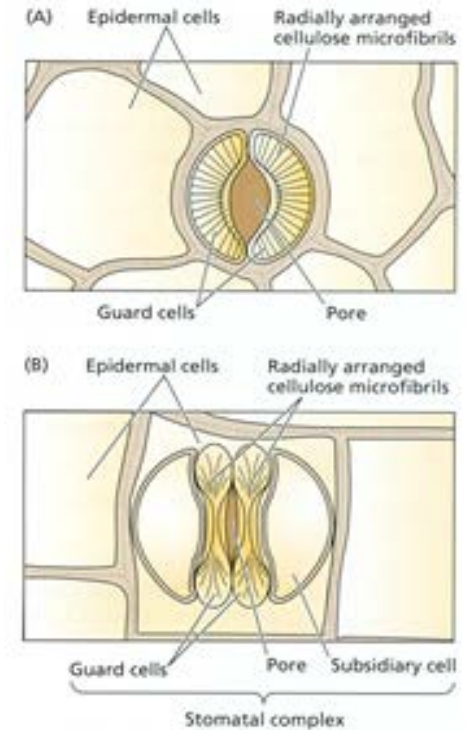 (A)
Epidermal cells
Radially arranged
cellulose microfibrils
Guard cells
Pore
(B)
Epidermal cells
Radially arranged
cellulose microfibrils
Guard cells
Pore
Subsidiary cell
Stomatal complex